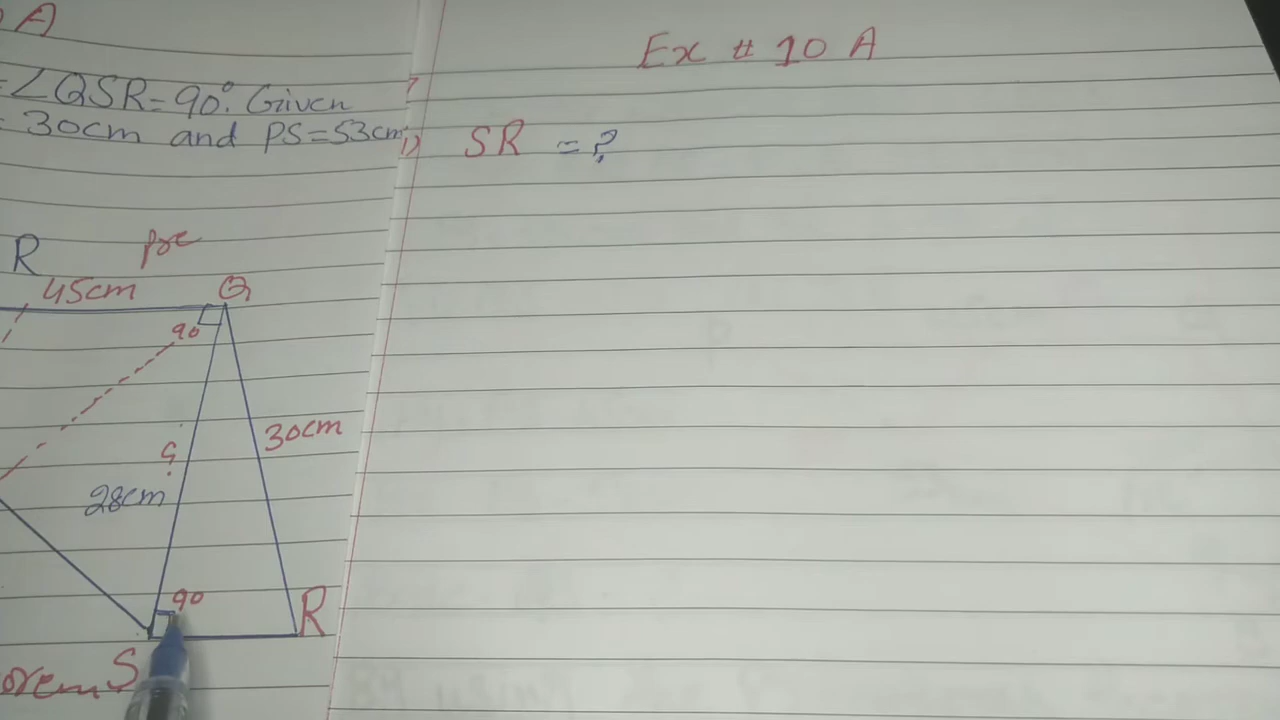 A
=∠QSR=90°. Given
= 30cm and PS=53cm.
R
45cm Q
90
30cm
?
28cm
90
R
S
Ex # 10 A
i) SR = ?